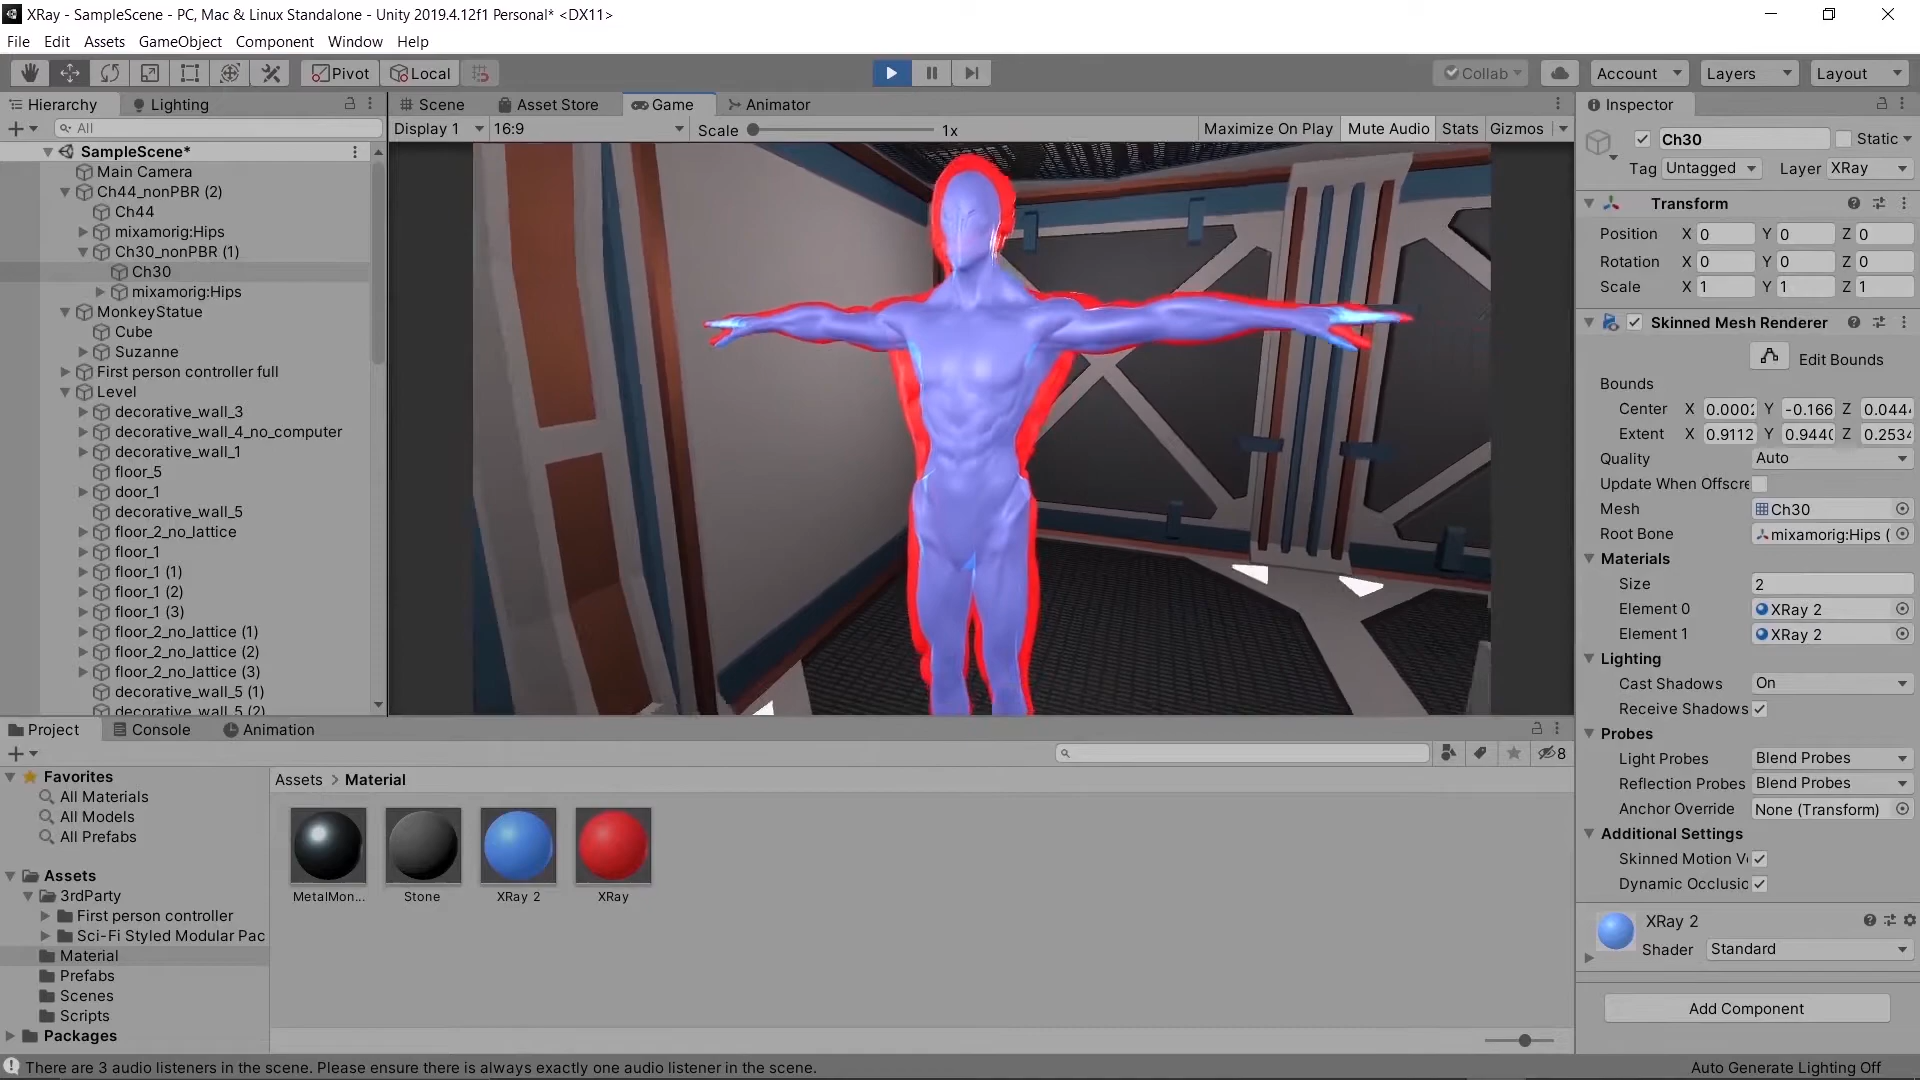 XRay - SampleScene - PC, Mac & Linux Standalone - Unity 2019.4.12f1 Personal* <DX11>
File Edit Assets GameObject Component Window Help
Pivot Local Collab Account Layers Layout
Hierarchy Lighting
All
SampleScene*
Main Camera
Ch44_nonPBR (2)
Ch44
mixamorig:Hips
Ch30_nonPBR (1)
Ch30
mixamorig:Hips
MonkeyStatue
Cube
Suzanne
First person controller full
Level
decorative_wall_3
decorative_wall_4_no_computer
decorative_wall_1
floor_5
door_1
decorative_wall_5
floor_2_no_lattice
floor_1
floor_1 (1)
floor_1 (2)
floor_1 (3)
floor_2_no_lattice (1)
floor_2_no_lattice (2)
floor_2_no_lattice (3)
decorative_wall_5 (1)
decorative_wall_5 (2)
Scene Asset Store Game Animator
Display 1 16:9 Scale 1x Maximize On Play Mute Audio Stats Gizmos
Inspector
Ch30 Static
Tag Untagged Layer XRay
Transform
Position X 0 Y 0 Z 0
Rotation X 0 Y 0 Z 0
Scale X 1 Y 1 Z 1
Skinned Mesh Renderer
Edit Bounds
Bounds
Center X 0.0002 Y -0.166 Z 0.044
Extent X 0.9112 Y 0.9440 Z 0.2534
Quality Auto
Update When Offscre
Mesh Ch30
Root Bone mixamorig:Hips (
Materials
Size 2
Element 0 XRay 2
Element 1 XRay 2
Lighting
Cast Shadows On
Receive Shadows
Probes
Light Probes Blend Probes
Reflection Probes Blend Probes
Anchor Override None (Transform)
Additional Settings
Skinned Motion V
Dynamic Occlusic
XRay 2
Shader Standard
Add Component
Project Console Animation
8
Favorites
All Materials
All Models
All Prefabs
Assets
3rdParty
First person controller
Sci-Fi Styled Modular Pac
Material
Prefabs
Scenes
Scripts
Packages
Assets > Material
MetalMon... Stone XRay 2 XRay
There are 3 audio listeners in the scene. Please ensure there is always exactly one audio listener in the scene.
Auto Generate Lighting Off